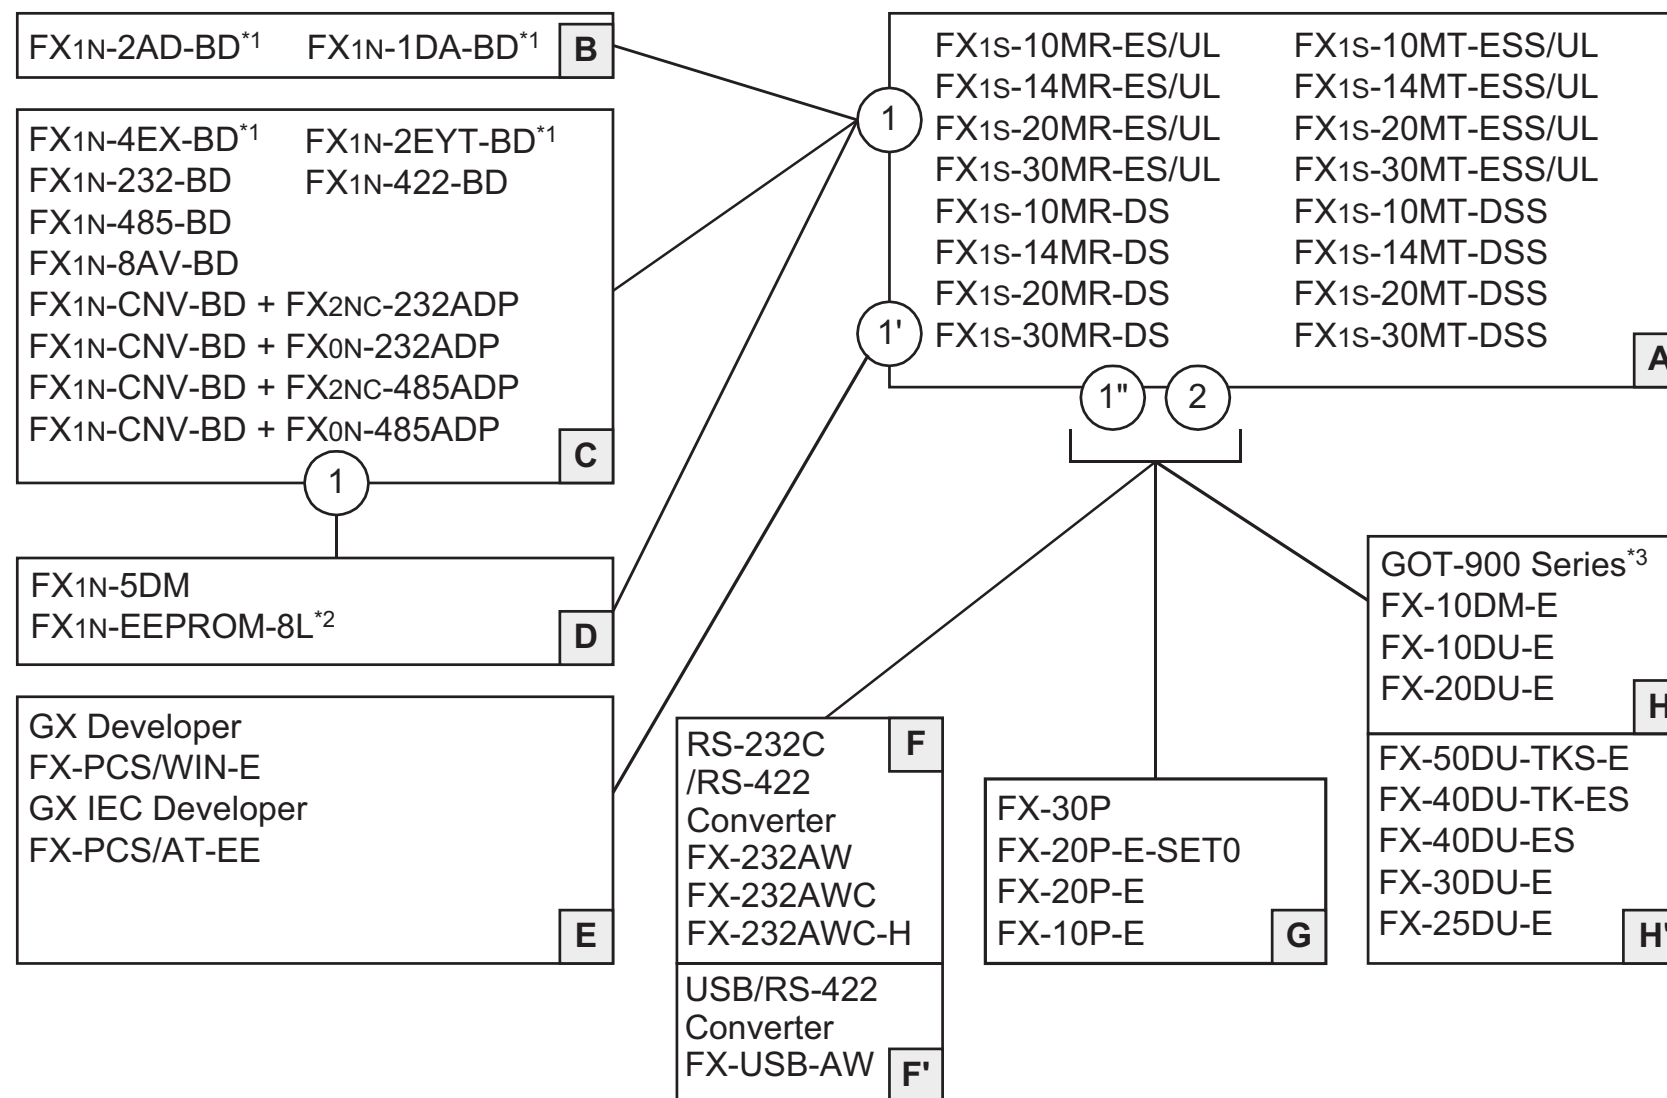 FX1N-2AD-BD*1 FX1N-1DA-BD*1 B
FX1N-4EX-BD*1 FX1N-2EYT-BD*1
FX1N-232-BD FX1N-422-BD
FX1N-485-BD
FX1N-8AV-BD
FX1N-CNV-BD + FX2NC-232ADP
FX1N-CNV-BD + FX0N-232ADP
FX1N-CNV-BD + FX2NC-485ADP
FX1N-CNV-BD + FX0N-485ADP
C
1
FX1N-5DM
FX1N-EEPROM-8L*2
D
GX Developer
FX-PCS/WIN-E
GX IEC Developer
FX-PCS/AT-EE
E
1
1'
FX1S-10MR-ES/UL FX1S-10MT-ESS/UL
FX1S-14MR-ES/UL FX1S-14MT-ESS/UL
FX1S-20MR-ES/UL FX1S-20MT-ESS/UL
FX1S-30MR-ES/UL FX1S-30MT-ESS/UL
FX1S-10MR-DS FX1S-10MT-DSS
FX1S-14MR-DS FX1S-14MT-DSS
FX1S-20MR-DS FX1S-20MT-DSS
FX1S-30MR-DS FX1S-30MT-DSS
A
1" 2
RS-232C F
/RS-422
Converter
FX-232AW
FX-232AWC
FX-232AWC-H
USB/RS-422
Converter
FX-USB-AW F'
FX-30P
FX-20P-E-SET0
FX-20P-E
FX-10P-E G
GOT-900 Series*3
FX-10DM-E
FX-10DU-E
FX-20DU-E
H
FX-50DU-TKS-E
FX-40DU-TK-ES
FX-40DU-ES
FX-30DU-E
FX-25DU-E H'